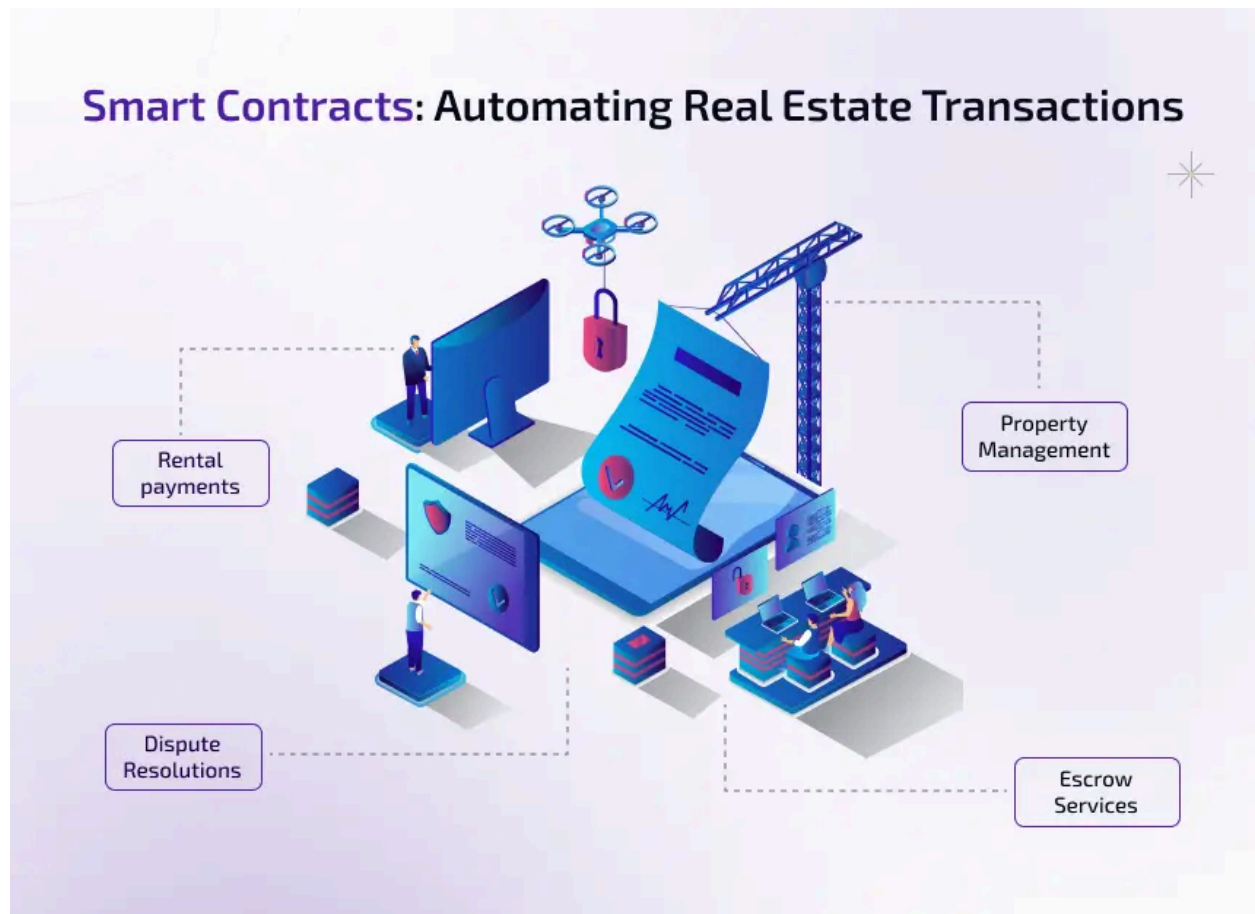 Smart Contracts: Automating Real Estate Transactions
Rental
payments
Property
Management
Dispute
Resolutions
Escrow
Services